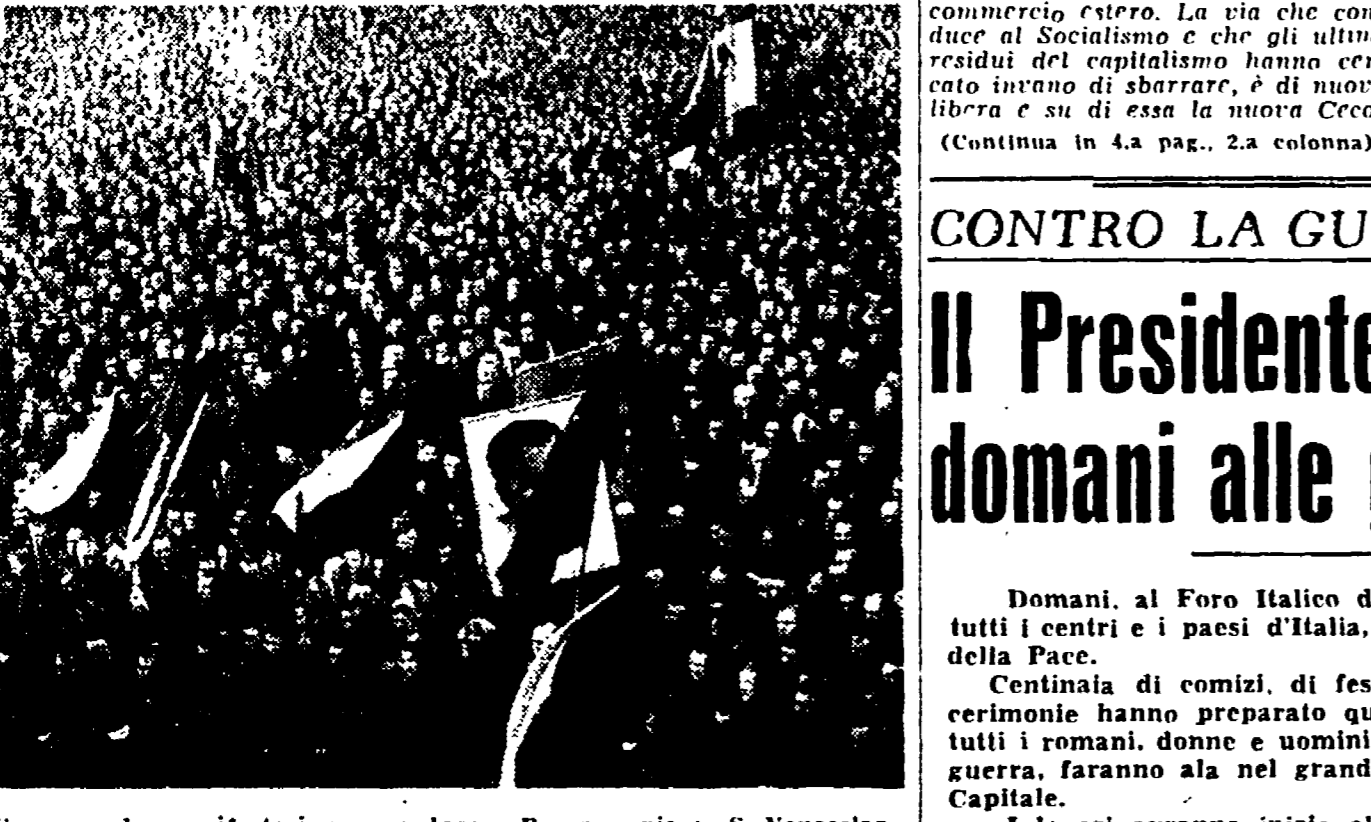 commercio estero. La via che con
duce al Socialismo e che gli ultim
residui del capitalismo hanno cer
cato invano di sbarrare, è di nuov
libera e su di essa la nuova Ceco
(Continua in 4.a pag., 2.a colonna)
CONTRO LA GU
Il Presidente
domani alle
Domani, al Foro Italico d
tutti i centri e i paesi d'Italia,
della Pace.
Centinaia di comizi, di fes
cerimonie hanno preparato qu
tutti i romani, donne e uomini
guerra, faranno ala nel grand
Capitale.